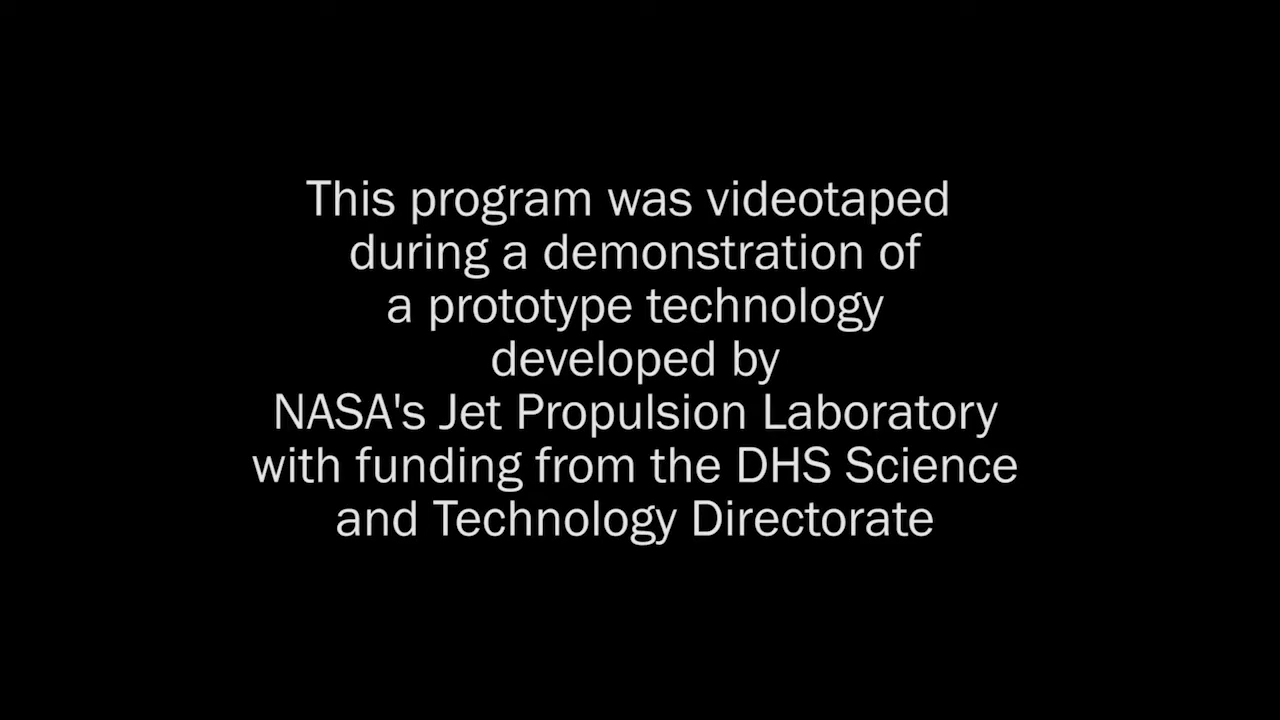 This program was videotaped
during a demonstration of
a prototype technology
developed by
NASA's Jet Propulsion Laboratory
with funding from the DHS Science
and Technology Directorate